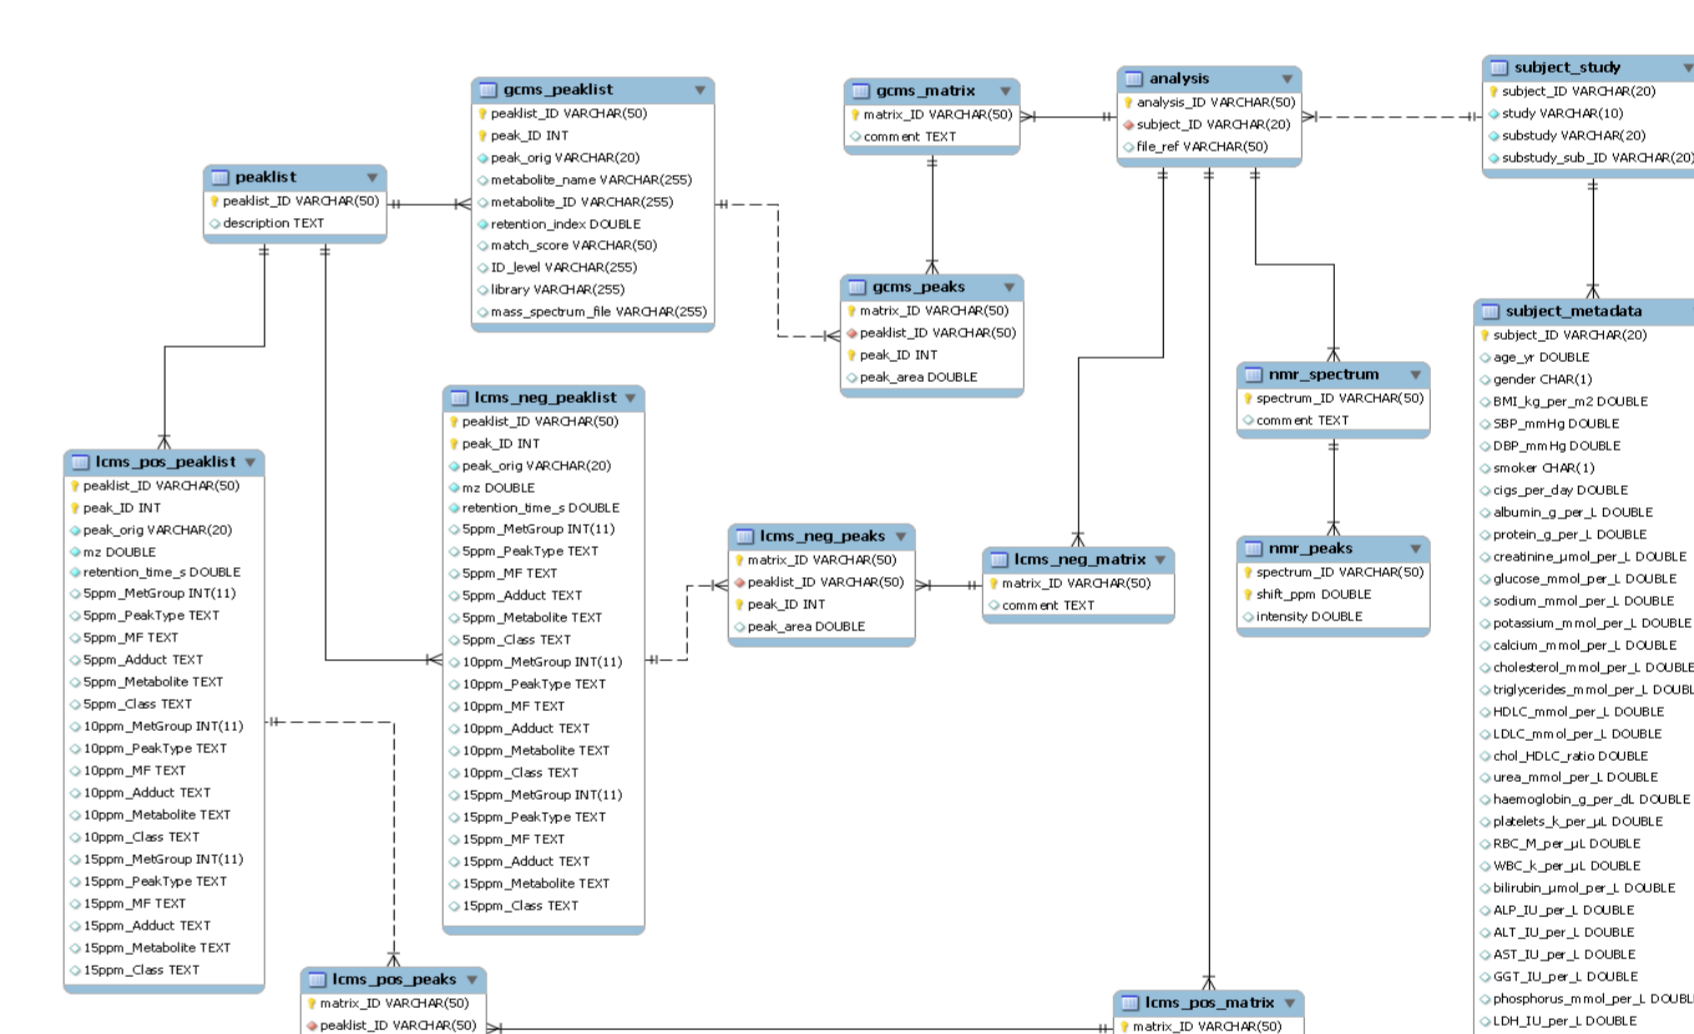 gcms_peaklist
peaklist_ID VARCHAR(50)
peak_ID INT
peak_orig VARCHAR(20)
metabolite_name VARCHAR(255)
metabolite_ID VARCHAR(255)
retention_index DOUBLE
match_score VARCHAR(50)
ID_level VARCHAR(255)
library VARCHAR(255)
mass_spectrum_file VARCHAR(255)
gcms_matrix
matrix_ID VARCHAR(50)
comment TEXT
analysis
analysis_ID VARCHAR(50)
subject_ID VARCHAR(20)
file_ref VARCHAR(50)
subject_study
subject_ID VARCHAR(20)
study VARCHAR(10)
substudy VARCHAR(20)
substudy_sub_ID VARCHAR(20)
peaklist
peaklist_ID VARCHAR(50)
description TEXT
gcms_peaks
matrix_ID VARCHAR(50)
peaklist_ID VARCHAR(50)
peak_ID INT
peak_area DOUBLE
nmr_spectrum
spectrum_ID VARCHAR(50)
comment TEXT
subject_metadata
subject_ID VARCHAR(20)
age_yr DOUBLE
gender CHAR(1)
BMI_kg_per_m2 DOUBLE
SBP_mmHg DOUBLE
DBP_mmHg DOUBLE
smoker CHAR(1)
cigs_per_day DOUBLE
albumin_g_per_L DOUBLE
protein_g_per_L DOUBLE
creatinine_µmol_per_L DOUBLE
glucose_mmol_per_L DOUBLE
sodium_mmol_per_L DOUBLE
potassium_mmol_per_L DOUBLE
calcium_mmol_per_L DOUBLE
cholesterol_mmol_per_L DOUBLE
triglycerides_mmol_per_L DOUBL
HDLC_mmol_per_L DOUBLE
LDLC_mmol_per_L DOUBLE
chol_HDLC_ratio DOUBLE
urea_mmol_per_L DOUBLE
haemoglobin_g_per_dL DOUBLE
platelets_k_per_µL DOUBLE
RBC_M_per_µL DOUBLE
WBC_k_per_µL DOUBLE
bilirubin_µmol_per_L DOUBLE
ALP_IU_per_L DOUBLE
ALT_IU_per_L DOUBLE
AST_IU_per_L DOUBLE
GGT_IU_per_L DOUBLE
phosphorus_mmol_per_L DOUBL
LDH_IU_per_L DOUBLE
lcms_pos_peaklist
peaklist_ID VARCHAR(50)
peak_ID INT
peak_orig VARCHAR(20)
mz DOUBLE
retention_time_s DOUBLE
5ppm_MetGroup INT(11)
5ppm_PeakType TEXT
5ppm_MF TEXT
5ppm_Adduct TEXT
5ppm_Metabolite TEXT
5ppm_Class TEXT
10ppm_MetGroup INT(11)
10ppm_PeakType TEXT
10ppm_MF TEXT
10ppm_Adduct TEXT
10ppm_Metabolite TEXT
10ppm_Class TEXT
15ppm_MetGroup INT(11)
15ppm_PeakType TEXT
15ppm_MF TEXT
15ppm_Adduct TEXT
15ppm_Metabolite TEXT
15ppm_Class TEXT
lcms_neg_peaklist
peaklist_ID VARCHAR(50)
peak_ID INT
peak_orig VARCHAR(20)
mz DOUBLE
retention_time_s DOUBLE
5ppm_MetGroup INT(11)
5ppm_PeakType TEXT
5ppm_MF TEXT
5ppm_Adduct TEXT
5ppm_Metabolite TEXT
5ppm_Class TEXT
10ppm_MetGroup INT(11)
10ppm_PeakType TEXT
10ppm_MF TEXT
10ppm_Adduct TEXT
10ppm_Metabolite TEXT
10ppm_Class TEXT
15ppm_MetGroup INT(11)
15ppm_PeakType TEXT
15ppm_MF TEXT
15ppm_Adduct TEXT
15ppm_Metabolite TEXT
15ppm_Class TEXT
lcms_neg_peaks
matrix_ID VARCHAR(50)
peaklist_ID VARCHAR(50)
peak_ID INT
peak_area DOUBLE
lcms_neg_matrix
matrix_ID VARCHAR(50)
comment TEXT
nmr_peaks
spectrum_ID VARCHAR(50)
shift_ppm DOUBLE
intensity DOUBLE
lcms_pos_peaks
matrix_ID VARCHAR(50)
peaklist_ID VARCHAR(50)
lcms_pos_matrix
matrix_ID VARCHAR(50)